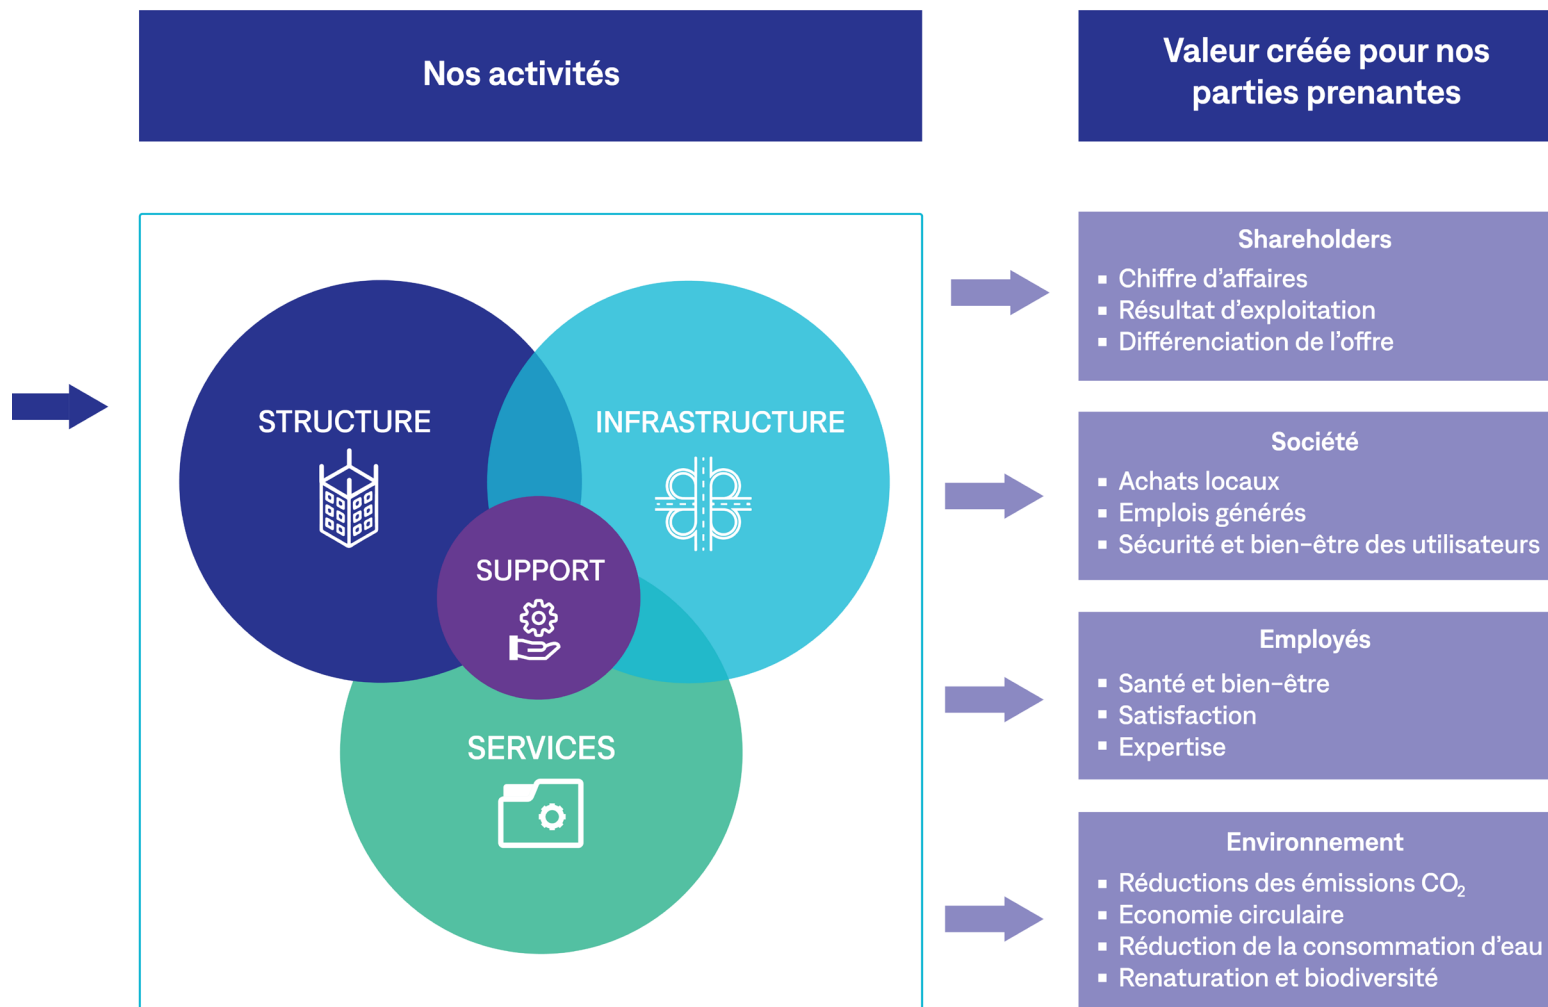 Nos activités
Valeur créée pour nos
parties prenantes
STRUCTURE
INFRASTRUCTURE
SUPPORT
SERVICES
Shareholders
▪ Chiffre d’affaires
▪ Résultat d’exploitation
▪ Différenciation de l’offre
Société
▪ Achats locaux
▪ Emplois générés
▪ Sécurité et bien-être des utilisateurs
Employés
▪ Santé et bien-être
▪ Satisfaction
▪ Expertise
Environnement
▪ Réductions des émissions CO₂
▪ Economie circulaire
▪ Réduction de la consommation d’eau
▪ Renaturation et biodiversité